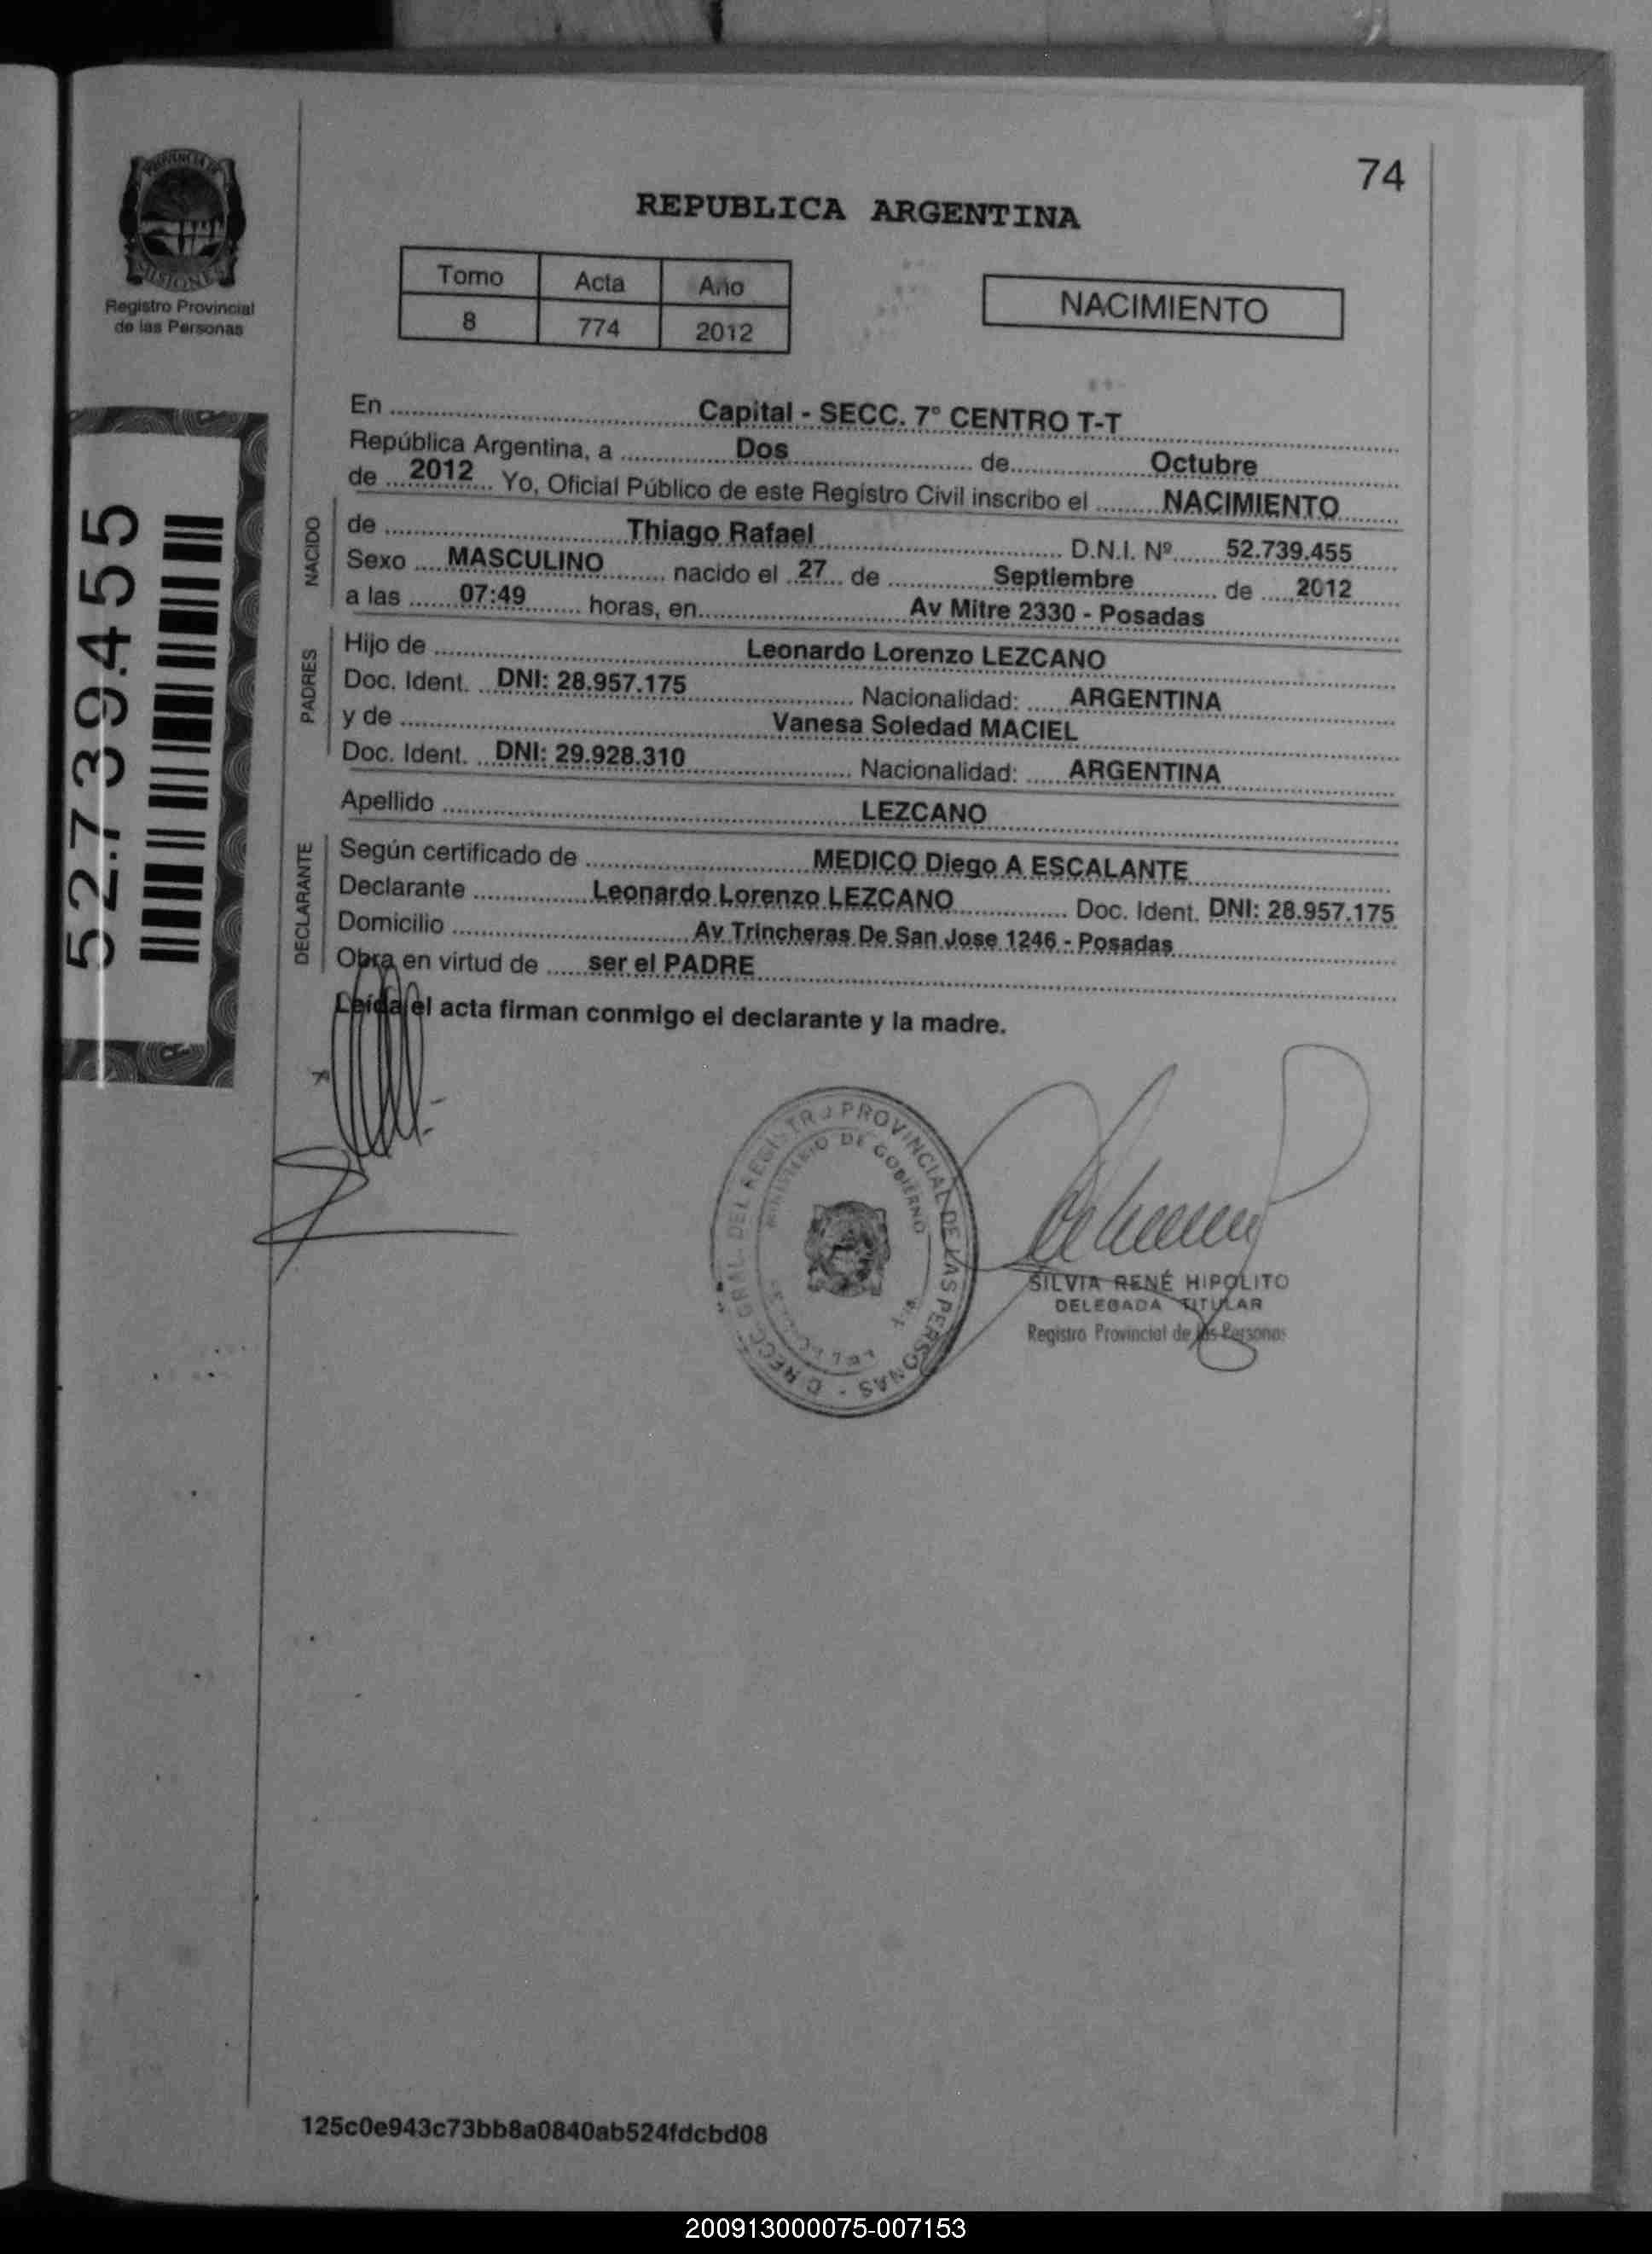 74
PROVINCIA DE
MISIONES
Registro Provincial
de las Personas
REPUBLICA ARGENTINA
Tomo Acta Año
8 774 2012
NACIMIENTO
52.739.455
En Capital - SECC. 7° CENTRO T-T
República Argentina, a Dos de Octubre
de 2012 Yo, Oficial Público de este Registro Civil inscribo el NACIMIENTO
NACIDO
de Thiago Rafael D.N.I. Nº 52.739.455
Sexo MASCULINO nacido el 27 de Septiembre de 2012
a las 07:49 horas, en Av Mitre 2330 - Posadas
PADRES
Hijo de Leonardo Lorenzo LEZCANO
Doc. Ident. DNI: 28.957.175 Nacionalidad: ARGENTINA
y de Vanesa Soledad MACIEL
Doc. Ident. DNI: 29.928.310 Nacionalidad: ARGENTINA
Apellido LEZCANO
DECLARANTE
Según certificado de MEDICO Diego A ESCALANTE
Declarante Leonardo Lorenzo LEZCANO Doc. Ident. DNI: 28.957.175
Domicilio Av Trincheras De San Jose 1246 - Posadas
Obra en virtud de ser el PADRE
Leída el acta firman conmigo el declarante y la madre.
GRAL. DEL REGISTRO PROVINCIAL DE LAS PERSONAS
MINISTERIO DE GOBIERNO
SILVIA RENÉ HIPOLITO
DELEGADA TITULAR
Registro Provincial de las Personas
125c0e943c73bb8a0840ab524fdcbd08
200913000075-007153